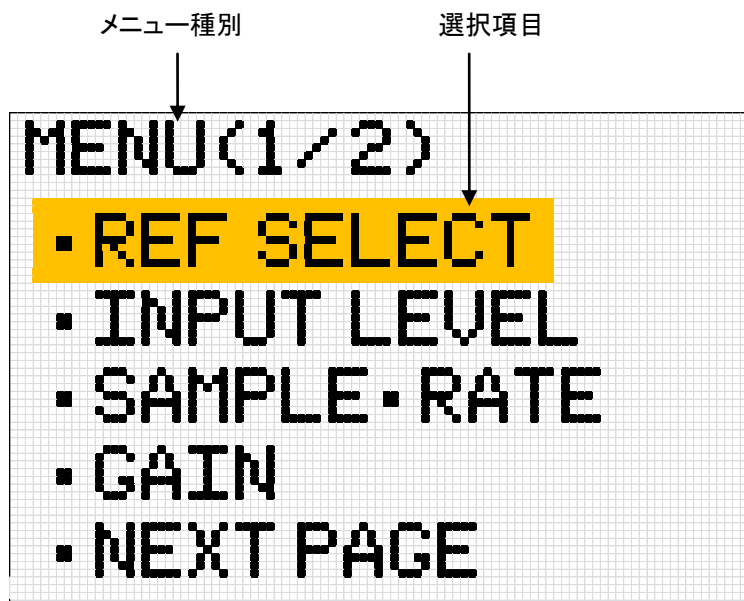 メニュー種別 選択項目
MENU(1/2)
・REF SELECT
・INPUT LEVEL
・SAMPLE・RATE
・GAIN
・NEXT PAGE